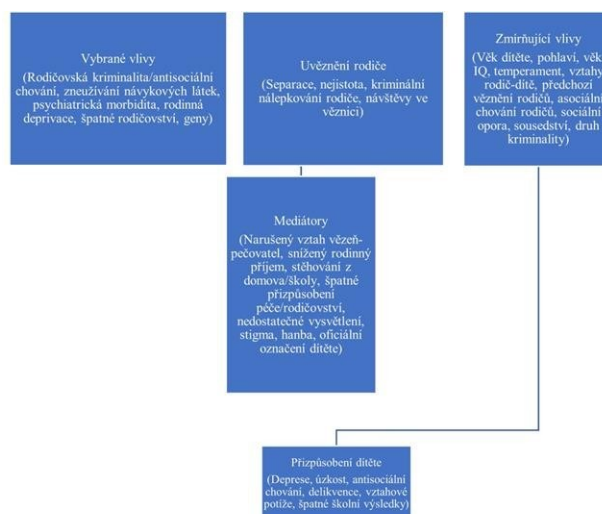 Vybrané vlivy
(Rodičovská kriminalita/antisociální
chování, zneužívání návykových látek,
psychiatrická morbidita, rodinná
deprivace, špatné rodičovství, geny)
Uvěznění rodiče
(Separace, nejistota, kriminální
nálepkování rodiče, návštěvy ve
věznici)
Zmírňující vlivy
(Věk dítěte, pohlaví, věk
IQ, temperament, vztahy
rodič-dítě, předchozí
věznění rodičů, asociální
chování rodičů, sociální
opora, sousedství, druh
kriminality)
Mediátory
(Narušený vztah vězeň-
pečovatel, snížený rodinný
příjem, stěhování z
domova/školy, špatné
přizpůsobení
péče/rodičovství,
nedostatečné vysvětlení,
stigma, hanba, oficiální
označení dítěte)
Přizpůsobení dítěte
(Deprese, úzkost, antisociální
chování, delikvence, vztahové
potíže, špatné školní výsledky)